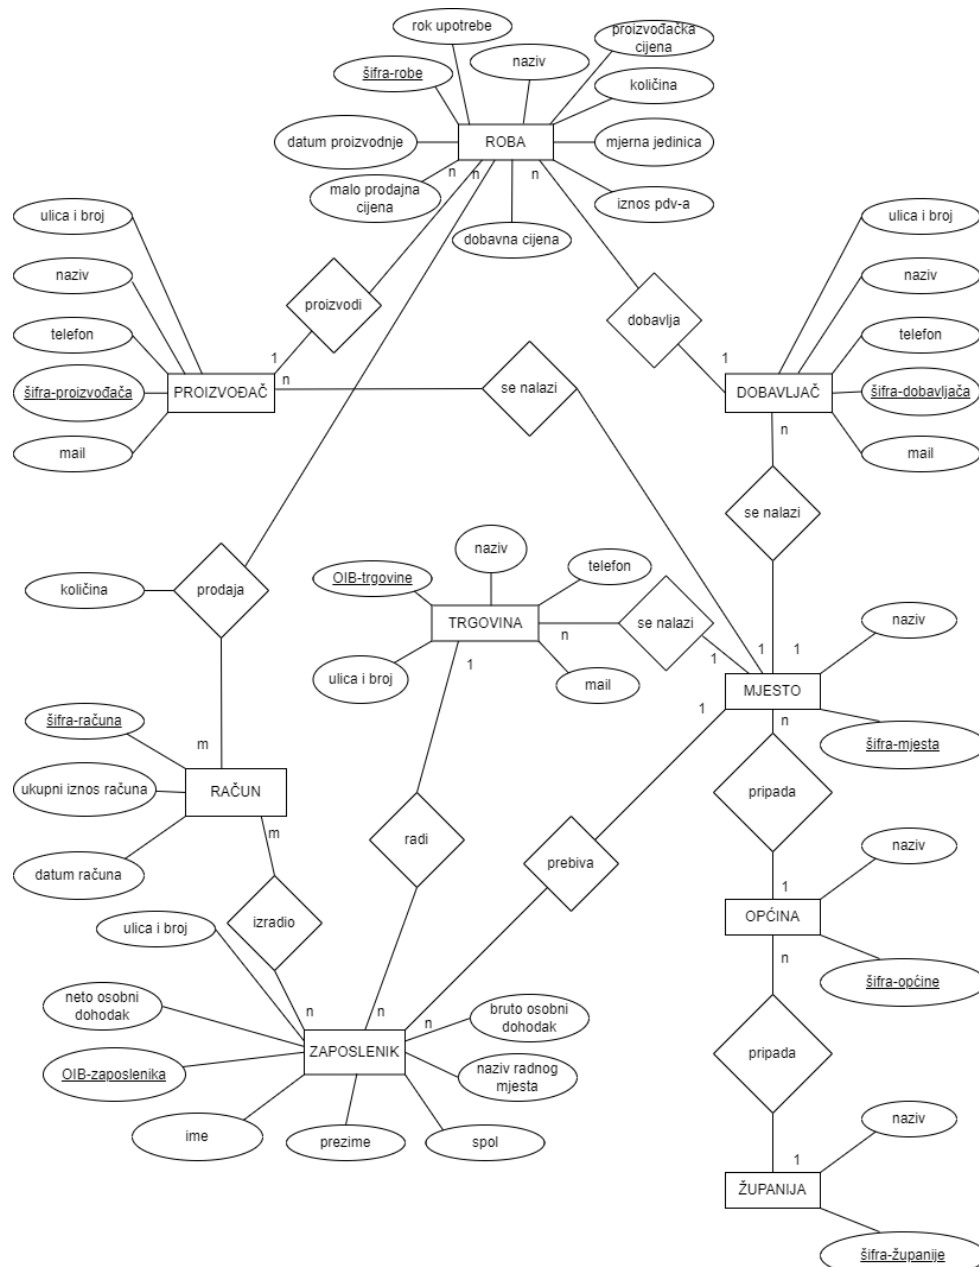 rok upotrebe
proizvođačka
cijena
šifra-robe
naziv
količina
datum proizvodnje
ROBA
mjerna jedinica
n
n
n
malo prodajna
cijena
iznos pdv-a
dobavna cijena
ulica i broj
naziv
telefon
šifra-proizvođača
mail
proizvodi
1
PROIZVOĐAČ
n
se nalazi
dobavlja
1
DOBAVLJAČ
n
ulica i broj
naziv
telefon
šifra-dobavljača
mail
se nalazi
količina
prodaja
OIB-trgovine
naziv
telefon
TRGOVINA
n
se nalazi
ulica i broj
1
mail
1
1
1
naziv
MJESTO
1
n
šifra-mjesta
šifra-računa
m
ukupni iznos računa
RAČUN
m
datum računa
radi
prebiva
pripada
naziv
1
OPĆINA
n
šifra-općine
ulica i broj
izradio
neto osobni
dohodak
n
n
n
bruto osobni
dohodak
ZAPOSLENIK
OIB-zaposlenika
naziv radnog
mjesta
ime
prezime
spol
pripada
naziv
1
ŽUPANIJA
šifra-županije